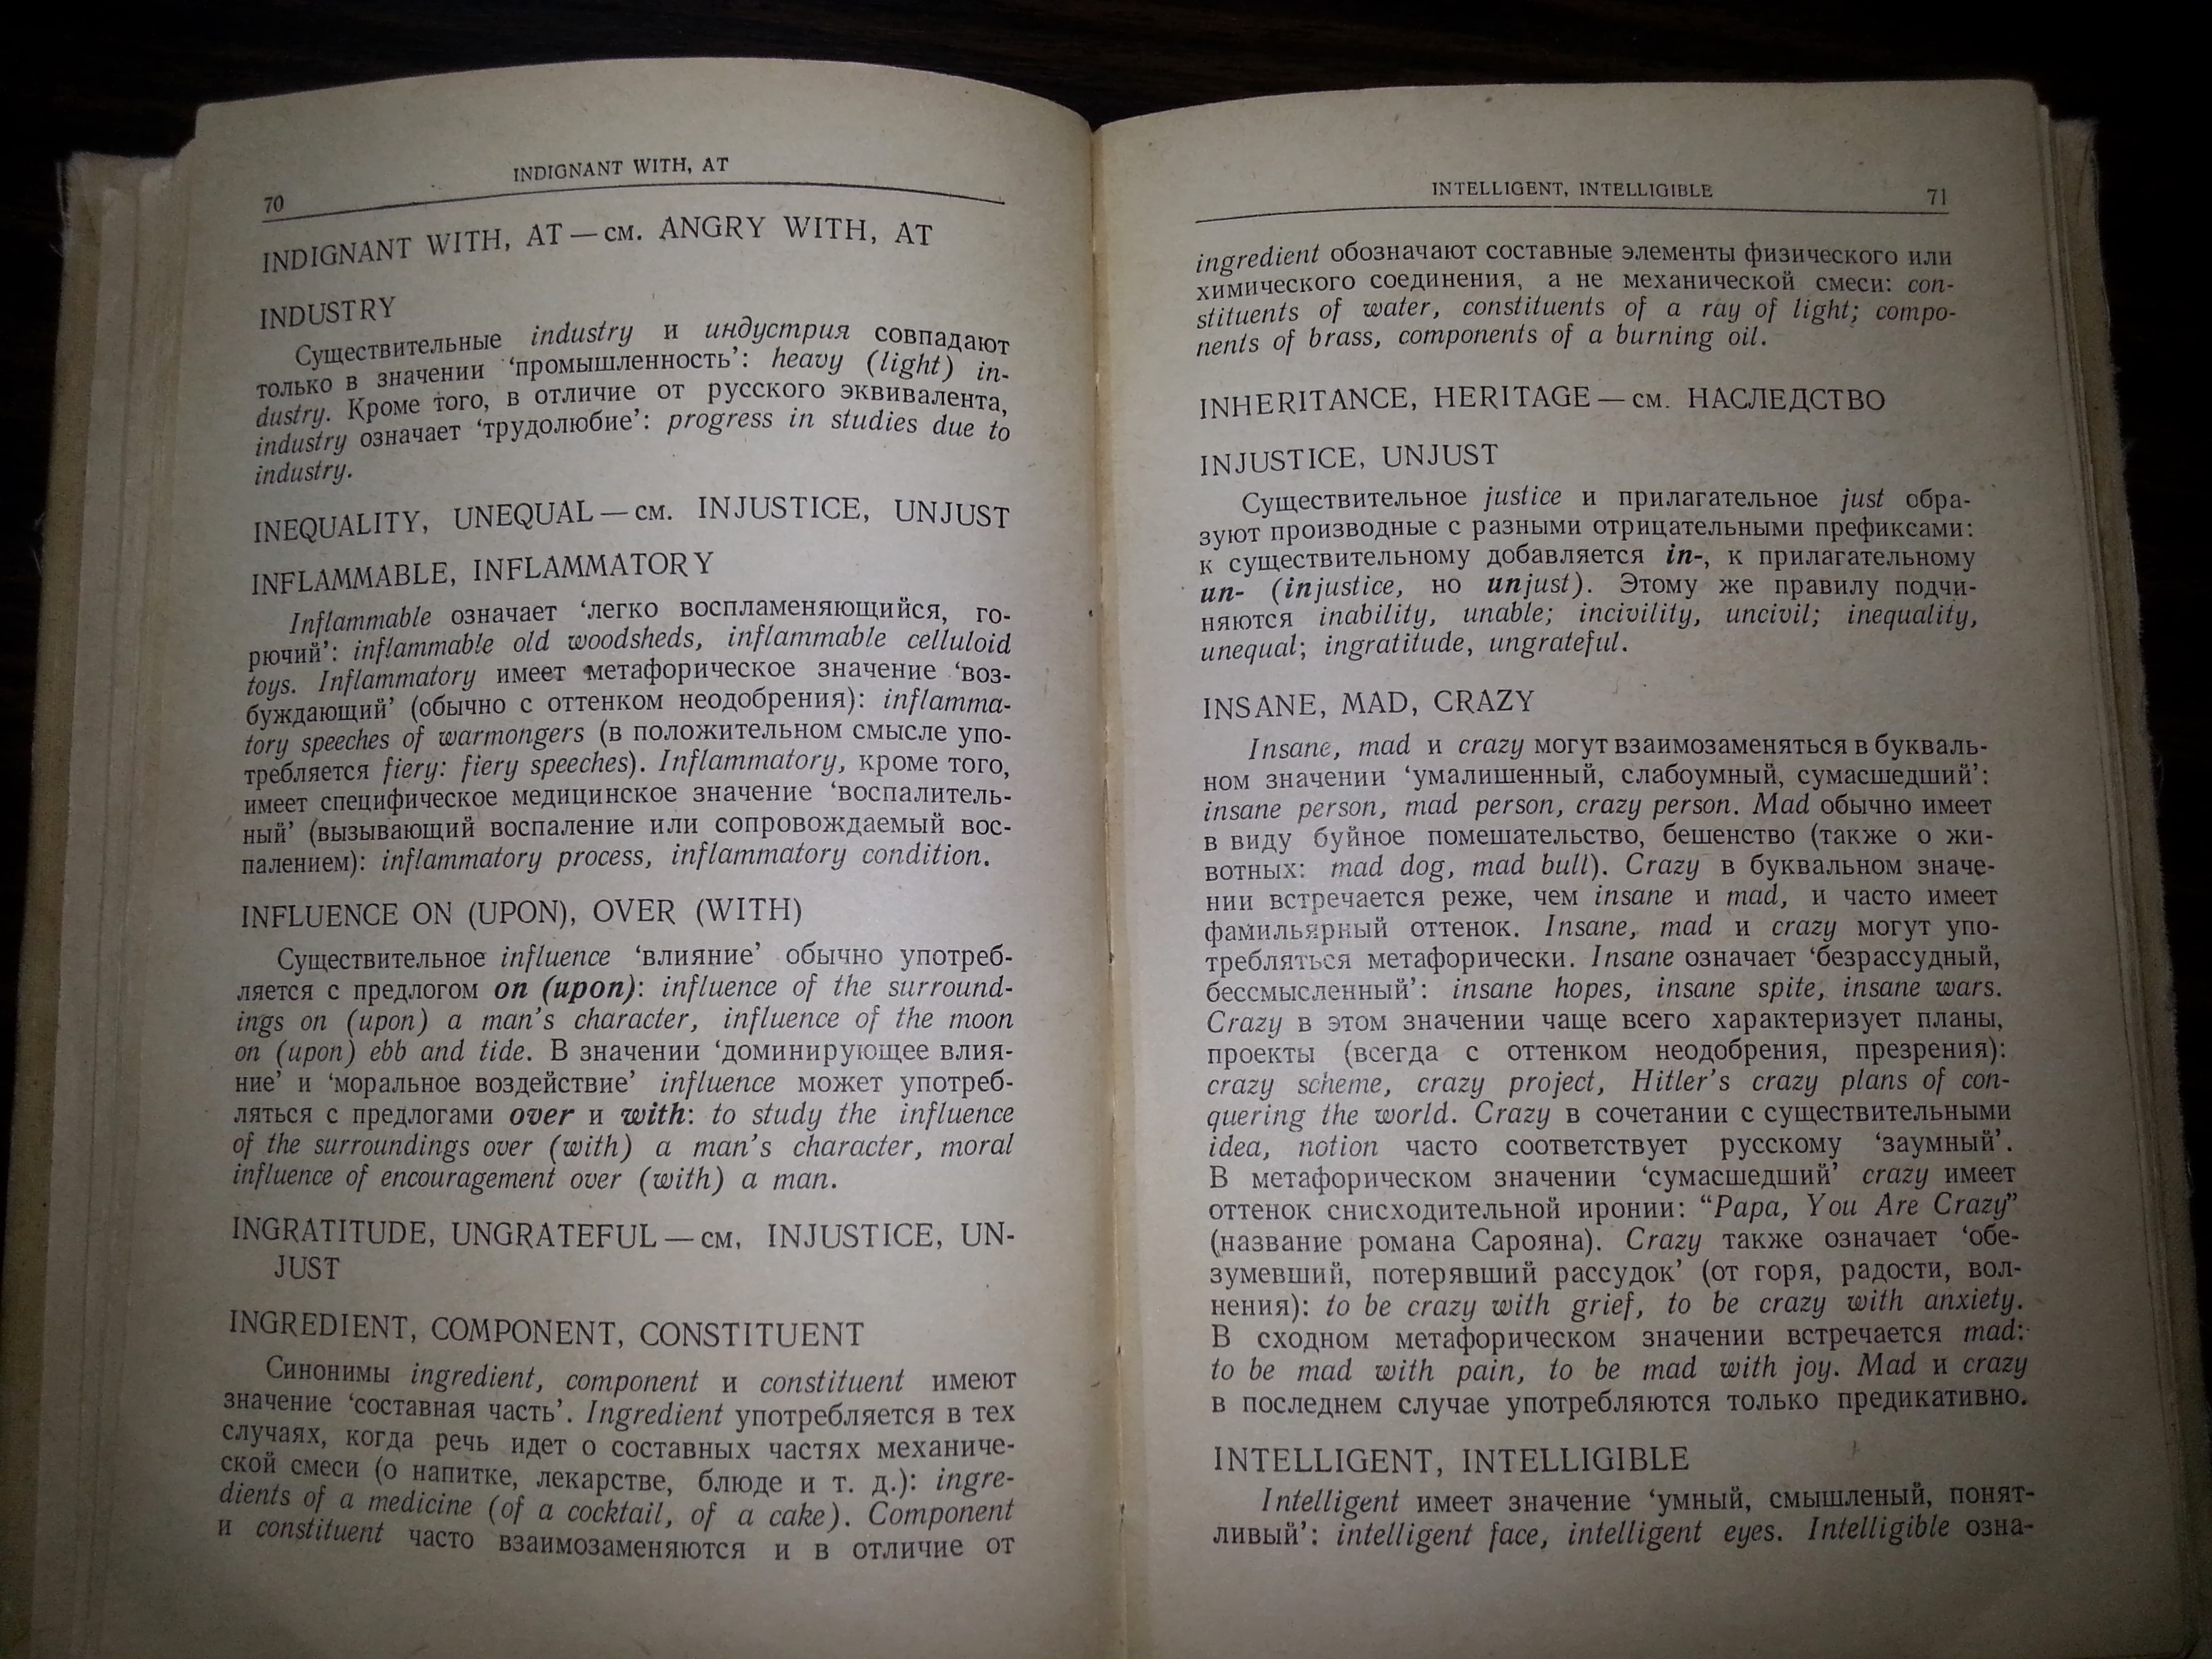 70
INDIGNANT WITH, AT
INDIGNANT WITH, AT — см. ANGRY WITH, AT
INDUSTRY
Существительные industry и индустрия совпадают
только в значении ‘промышленность’: heavy (light) in-
dustry. Кроме того, в отличие от русского эквивалента,
industry означает ‘трудолюбие’: progress in studies due to
industry.
INEQUALITY, UNEQUAL — см. INJUSTICE, UNJUST
INFLAMMABLE, INFLAMMATORY
Inflammable означает ‘легко воспламеняющийся, го-
рючий’: inflammable old woodsheds, inflammable celluloid
toys. Inflammatory имеет метафорическое значение ‘воз-
буждающий’ (обычно с оттенком неодобрения): inflamma-
tory speeches of warmongers (в положительном смысле упо-
требляется fiery: fiery speeches). Inflammatory, кроме того,
имеет специфическое медицинское значение ‘воспалитель-
ный’ (вызывающий воспаление или сопровождаемый вос-
палением): inflammatory process, inflammatory condition.
INFLUENCE ON (UPON), OVER (WITH)
Существительное influence ‘влияние’ обычно употреб-
ляется с предлогом on (upon): influence of the surround-
ings on (upon) a man’s character, influence of the moon
on (upon) ebb and tide. В значении ‘доминирующее влия-
ние’ и ‘моральное воздействие’ influence может употреб-
ляться с предлогами over и with: to study the influence
of the surroundings over (with) a man’s character, moral
influence of encouragement over (with) a man.
INGRATITUDE, UNGRATEFUL — см, INJUSTICE, UN-
JUST
INGREDIENT, COMPONENT, CONSTITUENT
Синонимы ingredient, component и constituent имеют
значение ‘составная часть’. Ingredient употребляется в тех
случаях, когда речь идет о составных частях механиче-
ской смеси (о напитке, лекарстве, блюде и т. д.): ingre-
dients of a medicine (of a cocktail, of a cake). Component
и constituent часто взаимозаменяются и в отличие от
INTELLIGENT, INTELLIGIBLE
71
ingredient обозначают составные элементы физического или
химического соединения, а не механической смеси: con-
stituents of water, constituents of a ray of light; compo-
nents of brass, components of a burning oil.
INHERITANCE, HERITAGE — см. НАСЛЕДСТВО
INJUSTICE, UNJUST
Существительное justice и прилагательное just обра-
зуют производные с разными отрицательными префиксами:
к существительному добавляется in-, к прилагательному
un- (injustice, но unjust). Этому же правилу подчи-
няются inability, unable; incivility, uncivil; inequality,
unequal; ingratitude, ungrateful.
INSANE, MAD, CRAZY
Insane, mad и crazy могут взаимозаменяться в букваль-
ном значении ‘умалишенный, слабоумный, сумасшедший’:
insane person, mad person, crazy person. Mad обычно имеет
в виду буйное помешательство, бешенство (также о жи-
вотных: mad dog, mad bull). Crazy в буквальном значе-
нии встречается реже, чем insane и mad, и часто имеет
фамильярный оттенок. Insane, mad и crazy могут упо-
требляться метафорически. Insane означает ‘безрассудный,
бессмысленный’: insane hopes, insane spite, insane wars.
Crazy в этом значении чаще всего характеризует планы,
проекты (всегда с оттенком неодобрения, презрения):
crazy scheme, crazy project, Hitler’s crazy plans of con-
quering the world. Crazy в сочетании с существительными
idea, notion часто соответствует русскому ‘заумный’.
В метафорическом значении ‘сумасшедший’ crazy имеет
оттенок снисходительной иронии: “Papa, You Are Crazy”
(название романа Сарояна). Crazy также означает ‘обе-
зумевший, потерявший рассудок’ (от горя, радости, вол-
нения): to be crazy with grief, to be crazy with anxiety.
В сходном метафорическом значении встречается mad:
to be mad with pain, to be mad with joy. Mad и crazy
в последнем случае употребляются только предикативно.
INTELLIGENT, INTELLIGIBLE
Intelligent имеет значение ‘умный, смышленый, понят-
ливый’: intelligent face, intelligent eyes. Intelligible озна-